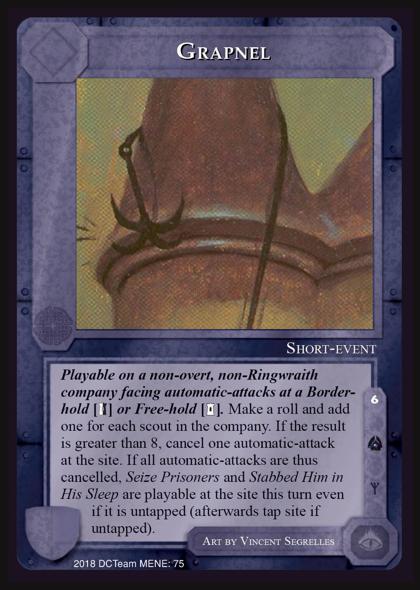 GRAPNEL
SHORT-EVENT
Playable on a non-overt, non-Ringwraith
company facing automatic-attacks at a Border-
hold [] or Free-hold []. Make a roll and add
one for each scout in the company. If the result
is greater than 8, cancel one automatic-attack
at the site. If all automatic-attacks are thus
cancelled, Seize Prisoners and Stabbed Him in
His Sleep are playable at the site this turn even
if it is untapped (afterwards tap site if
untapped).
6
ART BY VINCENT SEGRELLES
2018 DCTeam MENE: 75